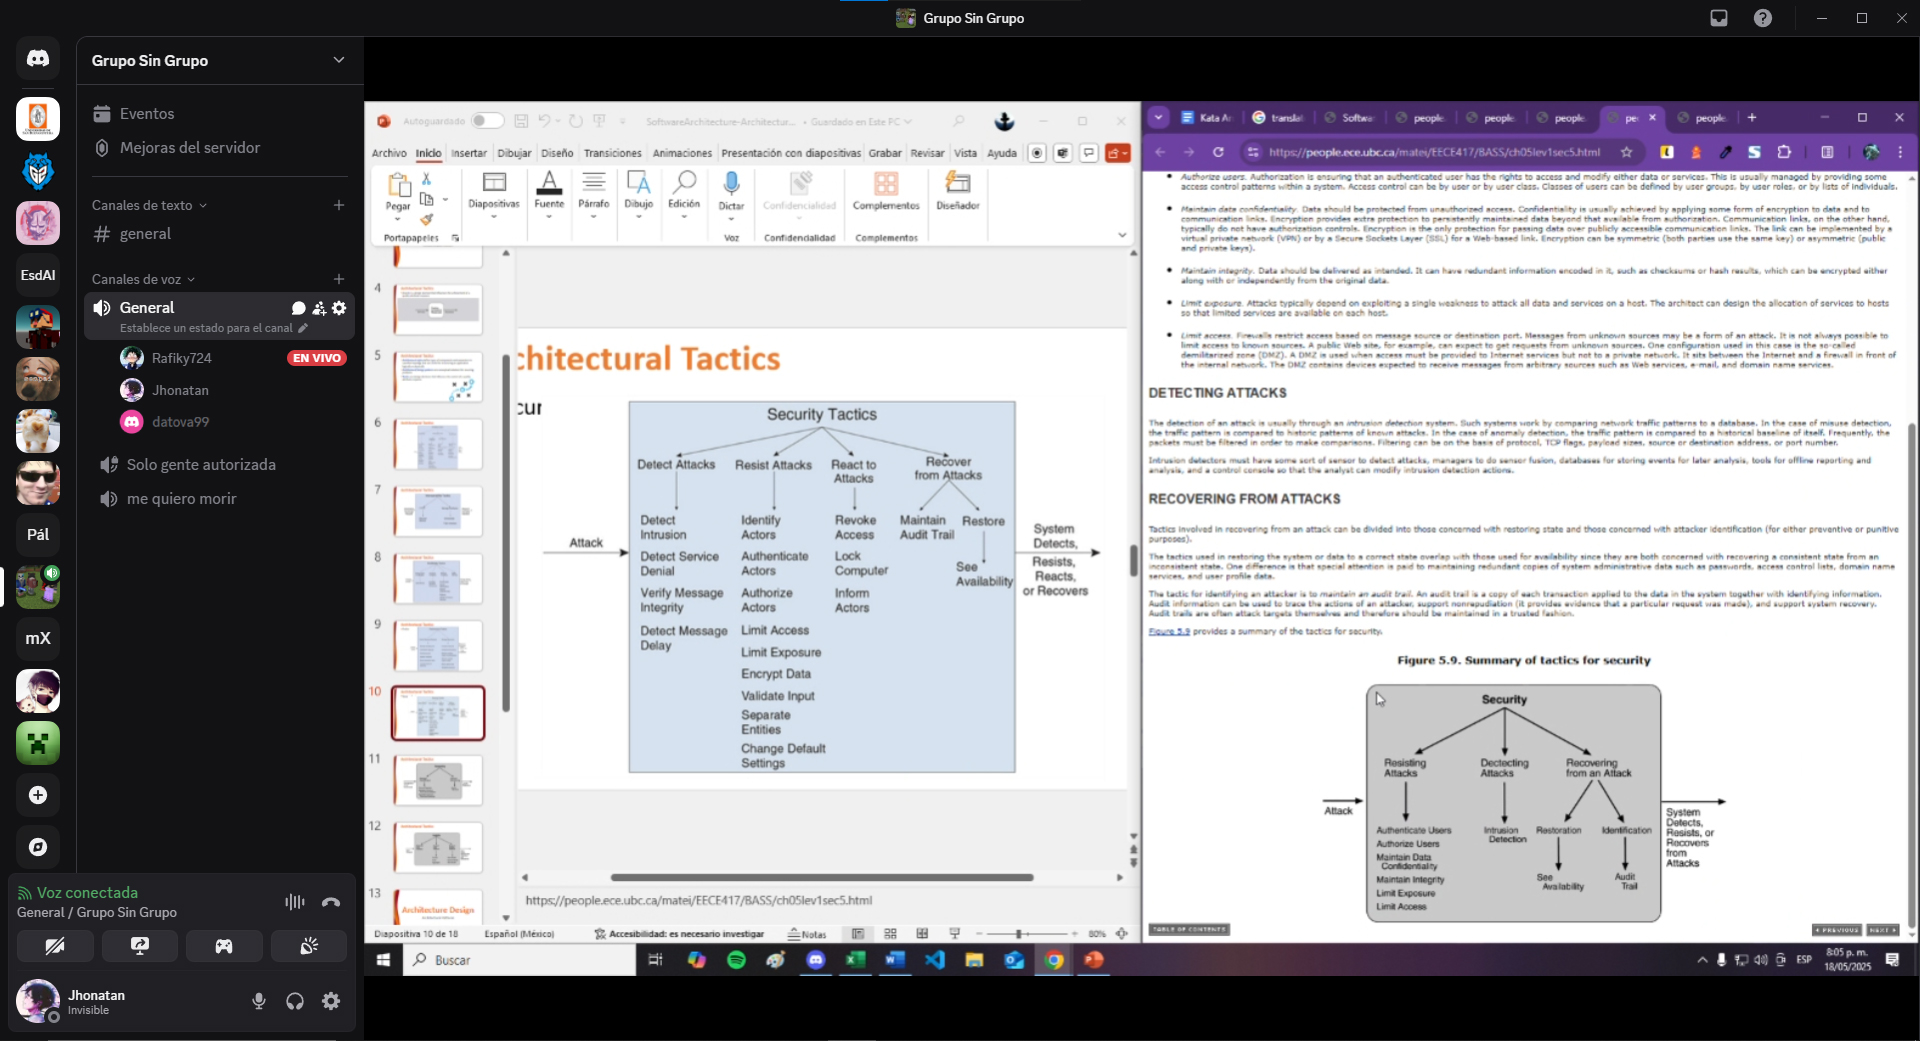 Grupo Sin Grupo
Grupo Sin Grupo
Eventos
Mejoras del servidor
Canales de texto
general
Canales de voz
General
Establece un estado para el canal
Rafiky724 EN VIVO
Jhonatan
datova99
Solo gente autorizada
me quiero morir
EsdAI
Pál
mX
Voz conectada
General / Grupo Sin Grupo
Jhonatan
Invisible
Autoguardado
SoftwareArchitecture-Architectur... • Guardado en Este PC
Archivo Inicio Insertar Dibujar Diseño Transiciones Animaciones Presentación con diapositivas Grabar Revisar Vista Ayuda
Pegar Diapositivas Fuente Párrafo Dibujo Edición Dictar Confidencialidad Complementos Diseñador
Portapapeles Voz Confidencialidad Complementos
4
5
6
7
8
9
10
11
12
13
Architecture Design
chitectural Tactics
cur
Security Tactics
Detect Attacks Resist Attacks React to Attacks Recover from Attacks
Attack
Detect Intrusion
Detect Service Denial
Verify Message Integrity
Detect Message Delay
Identify Actors
Authenticate Actors
Authorize Actors
Limit Access
Limit Exposure
Encrypt Data
Validate Input
Separate Entities
Change Default Settings
Revoke Access
Lock Computer
Inform Actors
Maintain Audit Trail
Restore
See Availability
System Detects, Resists, Reacts, or Recovers
https://people.ece.ubc.ca/matei/EECE417/BASS/ch05lev1sec5.html
Diapositiva 10 de 18 Español (México) Accesibilidad: es necesario investigar Notas 80%
Kata Ar translat Softwar people. people. people. pe people.
https://people.ece.ubc.ca/matei/EECE417/BASS/ch05lev1sec5.html
Authorize users. Authorization is ensuring that an authenticated user has the rights to access and modify either data or services. This is usually managed by providing some
access control patterns within a system. Access control can be by user or by user class. Classes of users can be defined by user groups, by user roles, or by lists of individuals.
Maintain data confidentiality. Data should be protected from unauthorized access. Confidentiality is usually achieved by applying some form of encryption to data and to
communication links. Encryption provides extra protection to persistently maintained data beyond that available from authorization. Communication links, on the other hand,
typically do not have authorization controls. Encryption is the only protection for passing data over publicly accessible communication links. The link can be implemented by a
virtual private network (VPN) or by a Secure Sockets Layer (SSL) for a Web-based link. Encryption can be symmetric (both parties use the same key) or asymmetric (public
and private keys).
Maintain integrity. Data should be delivered as intended. It can have redundant information encoded in it, such as checksums or hash results, which can be encrypted either
along with or independently from the original data.
Limit exposure. Attacks typically depend on exploiting a single weakness to attack all data and services on a host. The architect can design the allocation of services to hosts
so that limited services are available on each host.
Limit access. Firewalls restrict access based on message source or destination port. Messages from unknown sources may be a form of an attack. It is not always possible to
limit access to known sources. A public Web site, for example, can expect to get requests from unknown sources. One configuration used in this case is the so-called
demilitarized zone (DMZ). A DMZ is used when access must be provided to Internet services but not to a private network. It sits between the Internet and a firewall in front of
the internal network. The DMZ contains devices expected to receive messages from arbitrary sources such as Web services, e-mail, and domain name services.
DETECTING ATTACKS
The detection of an attack is usually through an intrusion detection system. Such systems work by comparing network traffic patterns to a database. In the case of misuse detection,
the traffic pattern is compared to historic patterns of known attacks. In the case of anomaly detection, the traffic pattern is compared to a historical baseline of itself. Frequently, the
packets must be filtered in order to make comparisons. Filtering can be on the basis of protocol, TCP flags, payload sizes, source or destination address, or port number.
Intrusion detectors must have some sort of sensor to detect attacks, managers to do sensor fusion, databases for storing events for later analysis, tools for offline reporting and
analysis, and a control console so that the analyst can modify intrusion detection actions.
RECOVERING FROM ATTACKS
Tactics involved in recovering from an attack can be divided into those concerned with restoring state and those concerned with attacker identification (for either preventive or punitive
purposes).
The tactics used in restoring the system or data to a correct state overlap with those used for availability since they are both concerned with recovering a consistent state from an
inconsistent state. One difference is that special attention is paid to maintaining redundant copies of system administrative data such as passwords, access control lists, domain name
services, and user profile data.
The tactic for identifying an attacker is to maintain an audit trail. An audit trail is a copy of each transaction applied to the data in the system together with identifying information.
Audit information can be used to trace the actions of an attacker, support nonrepudiation (it provides evidence that a particular request was made), and support system recovery.
Audit trails are often attack targets themselves and therefore should be maintained in a trusted fashion.
Figure 5.9 provides a summary of the tactics for security.
Figure 5.9. Summary of tactics for security
Security
Resisting Attacks
Dectecting Attacks
Recovering from an Attack
Attack
Authenticate Users
Authorize Users
Maintain Data Confidentiality
Maintain Integrity
Limit Exposure
Limit Access
Intrusion Detection
Restoration
Identification
See Availability
Audit Trail
System Detects, Resists, or Recovers from Attacks
TABLE OF CONTENTS
PREVIOUS NEXT
Buscar
ESP
8:05 p. m.
18/05/2025